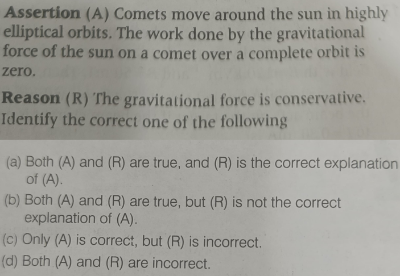 Assertion (A) Comets move around the sun in highly
elliptical orbits. The work done by the gravitational
force of the sun on a comet over a complete orbit is
zero.
Reason (R) The gravitational force is conservative.
Identify the correct one of the following
(a) Both (A) and (R) are true, and (R) is the correct explanation
of (A).
(b) Both (A) and (R) are true, but (R) is not the correct
explanation of (A).
(c) Only (A) is correct, but (R) is incorrect.
(d) Both (A) and (R) are incorrect.